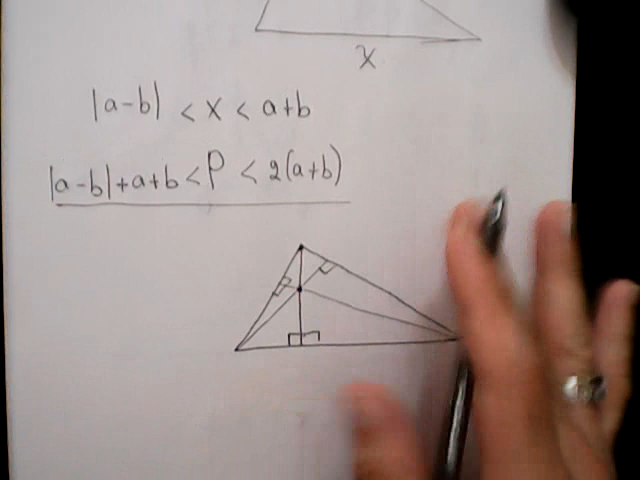 x
|a-b| < x < a+b
|a-b|+a+b < P < 2(a+b)